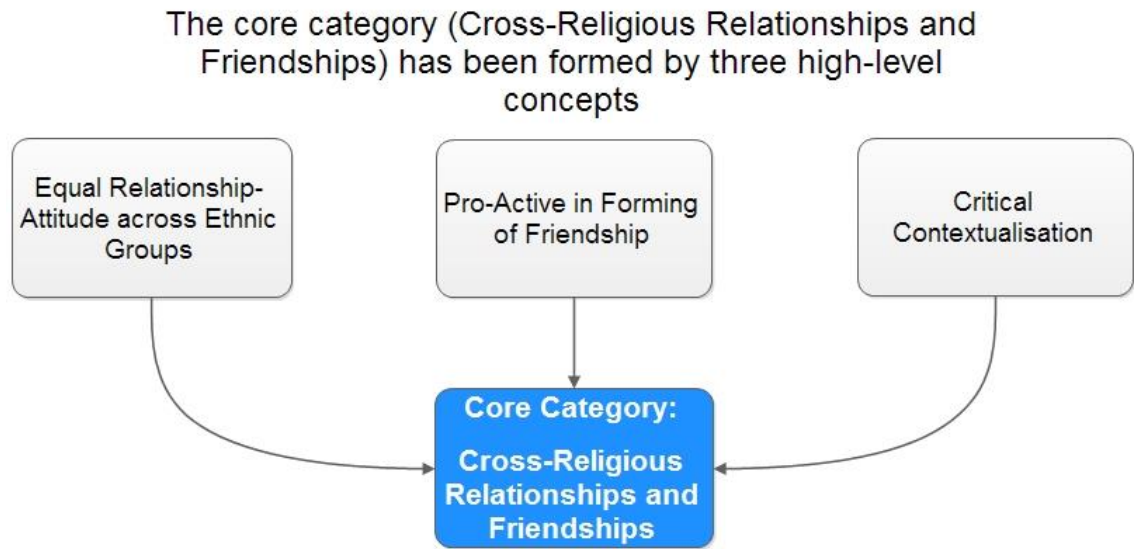 The core category (Cross-Religious Relationships and
Friendships) has been formed by three high-level
concepts
Equal Relationship-
Attitude across Ethnic
Groups
Pro-Active in Forming
of Friendship
Critical
Contextualisation
Core Category:
Cross-Religious
Relationships and
Friendships